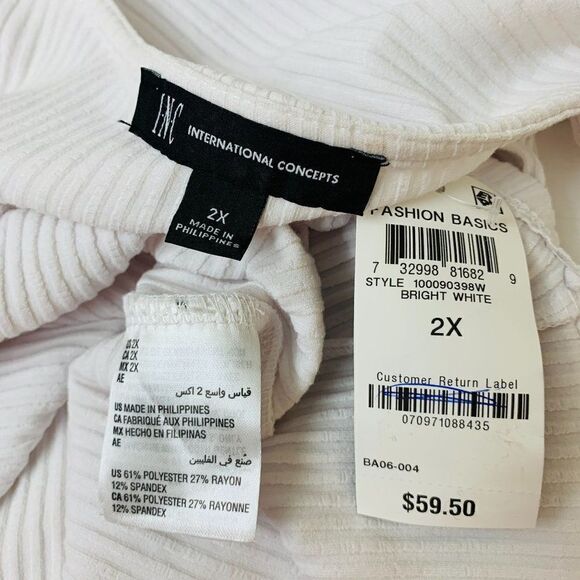 I·N·C
INTERNATIONAL CONCEPTS
2X
MADE IN
PHILIPPINES
US 2X
CA 2X
MX 2X
AE
قياس واسع 2 اكس
US MADE IN PHILIPPINES
CA FABRIQUÉ AUX PHILIPPINES
MX HECHO EN FILIPINAS
AE
صنع في الفلبين
US 61% POLYESTER 27% RAYON
12% SPANDEX
CA 61% POLYESTER 27% RAYONNE
12% SPANDEX
FASHION BASICS
7 32998 81682 9
STYLE 100090398W
BRIGHT WHITE
2X
Customer Return Label
070971088435
BA06-004
$59.50